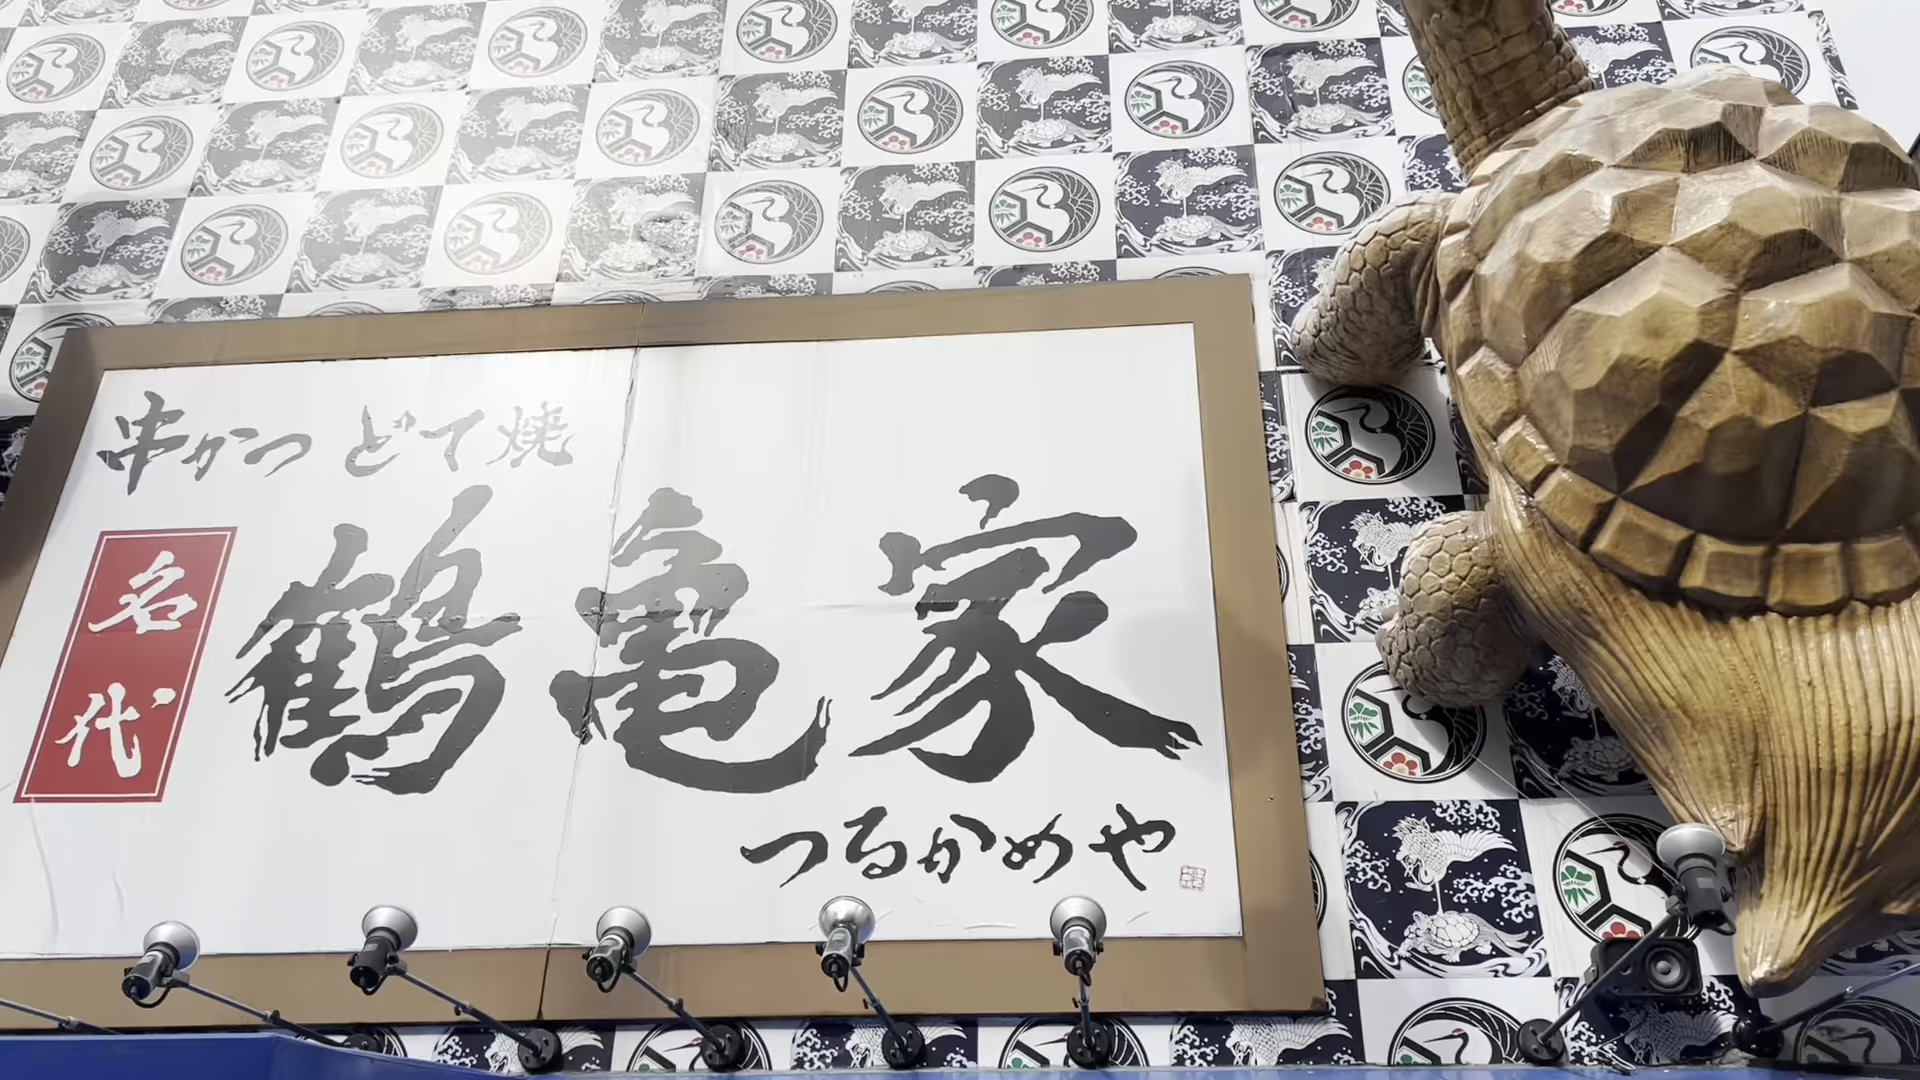 串かつ どて焼
名代
鶴亀家
つるかめや